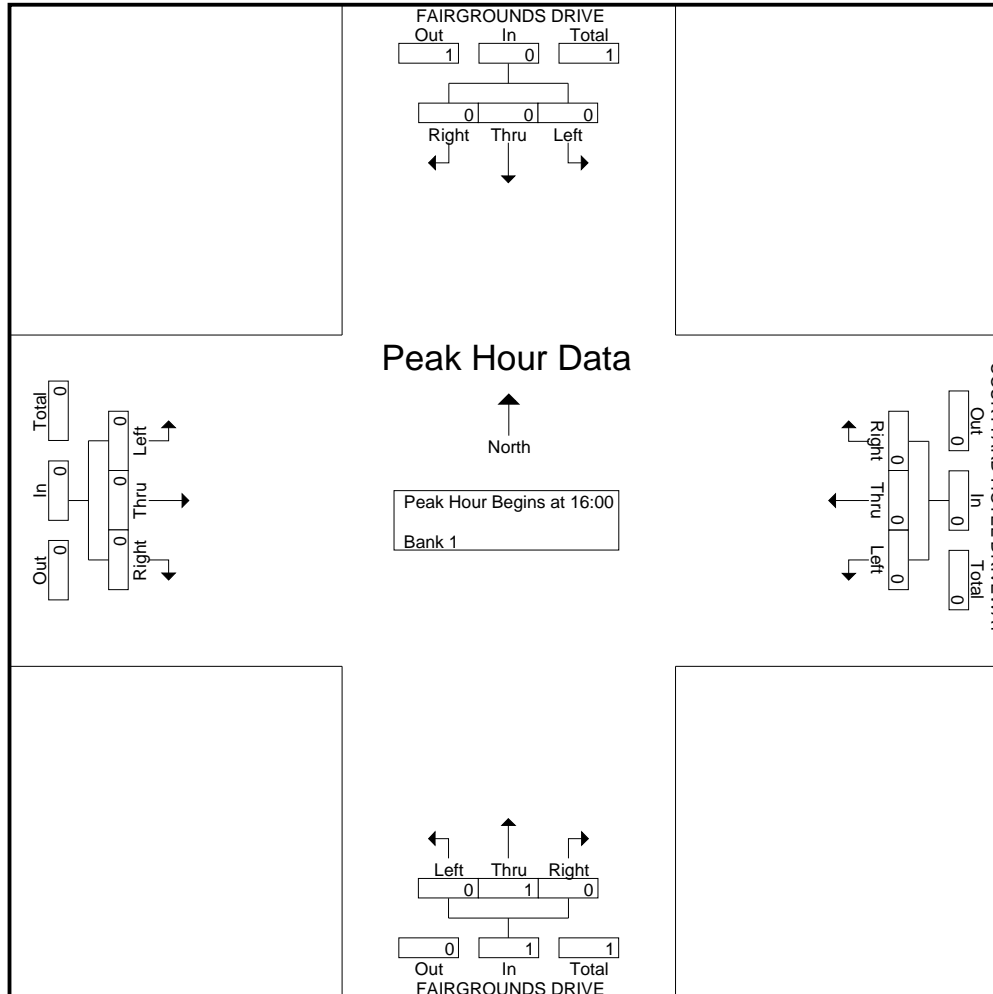 FAIRGROUNDS DRIVE
Out In Total
1 0 1
0 0 0
Right Thru Left
Peak Hour Data
North
Peak Hour Begins at 16:00
Bank 1
Total In Out
0 0 0
0 0 0
Left Thru Right
Out In Total
0 0 0
Right Thru Left
0 0 0
Left Thru Right
0 1 0
0 1 1
Out In Total
FAIRGROUNDS DRIVE